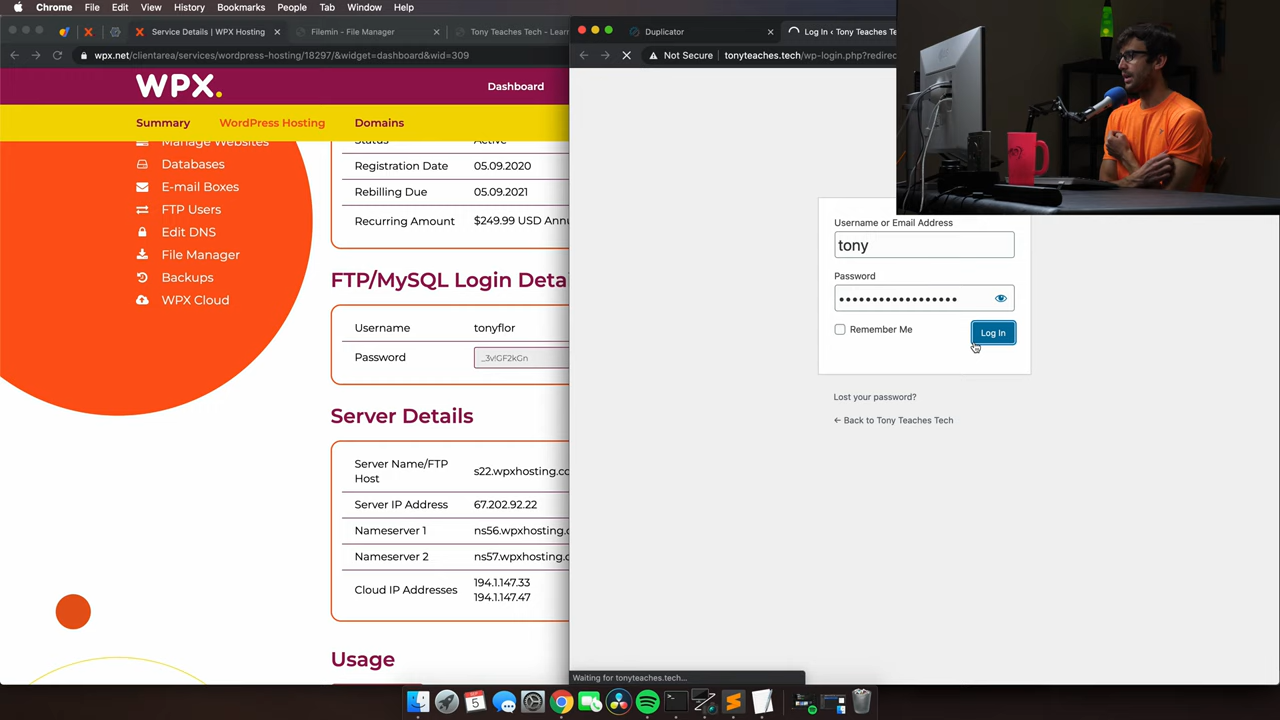 Chrome File Edit View History Bookmarks People Tab Window Help
Service Details | WPX Hosting
Filemin – File Manager
Tony Teaches Tech - Learn
wpx.net/clientarea/services/wordpress-hosting/18297/&widget=dashboard&wid=309
WPX.
Dashboard
Summary
WordPress Hosting
Domains
Manage Websites
Databases
E-mail Boxes
FTP Users
Edit DNS
File Manager
Backups
WPX Cloud
Status Active
Registration Date 05.09.2020
Rebilling Due 05.09.2021
Recurring Amount $249.99 USD Annu
FTP/MySQL Login Deta
Username tonyflor
Password _3v!GF2kGn
Server Details
Server Name/FTP
Host
s22.wpxhosting.co
Server IP Address 67.202.92.22
Nameserver 1 ns56.wpxhosting.c
Nameserver 2 ns57.wpxhosting.c
Cloud IP Addresses
194.1.147.33
194.1.147.47
Usage
Duplicator
Log In ‹ Tony Teaches Te
Not Secure tonyteaches.tech/wp-login.php?redirec
Username or Email Address
tony
Password
Remember Me
Log In
Lost your password?
← Back to Tony Teaches Tech
Waiting for tonyteaches.tech...
5